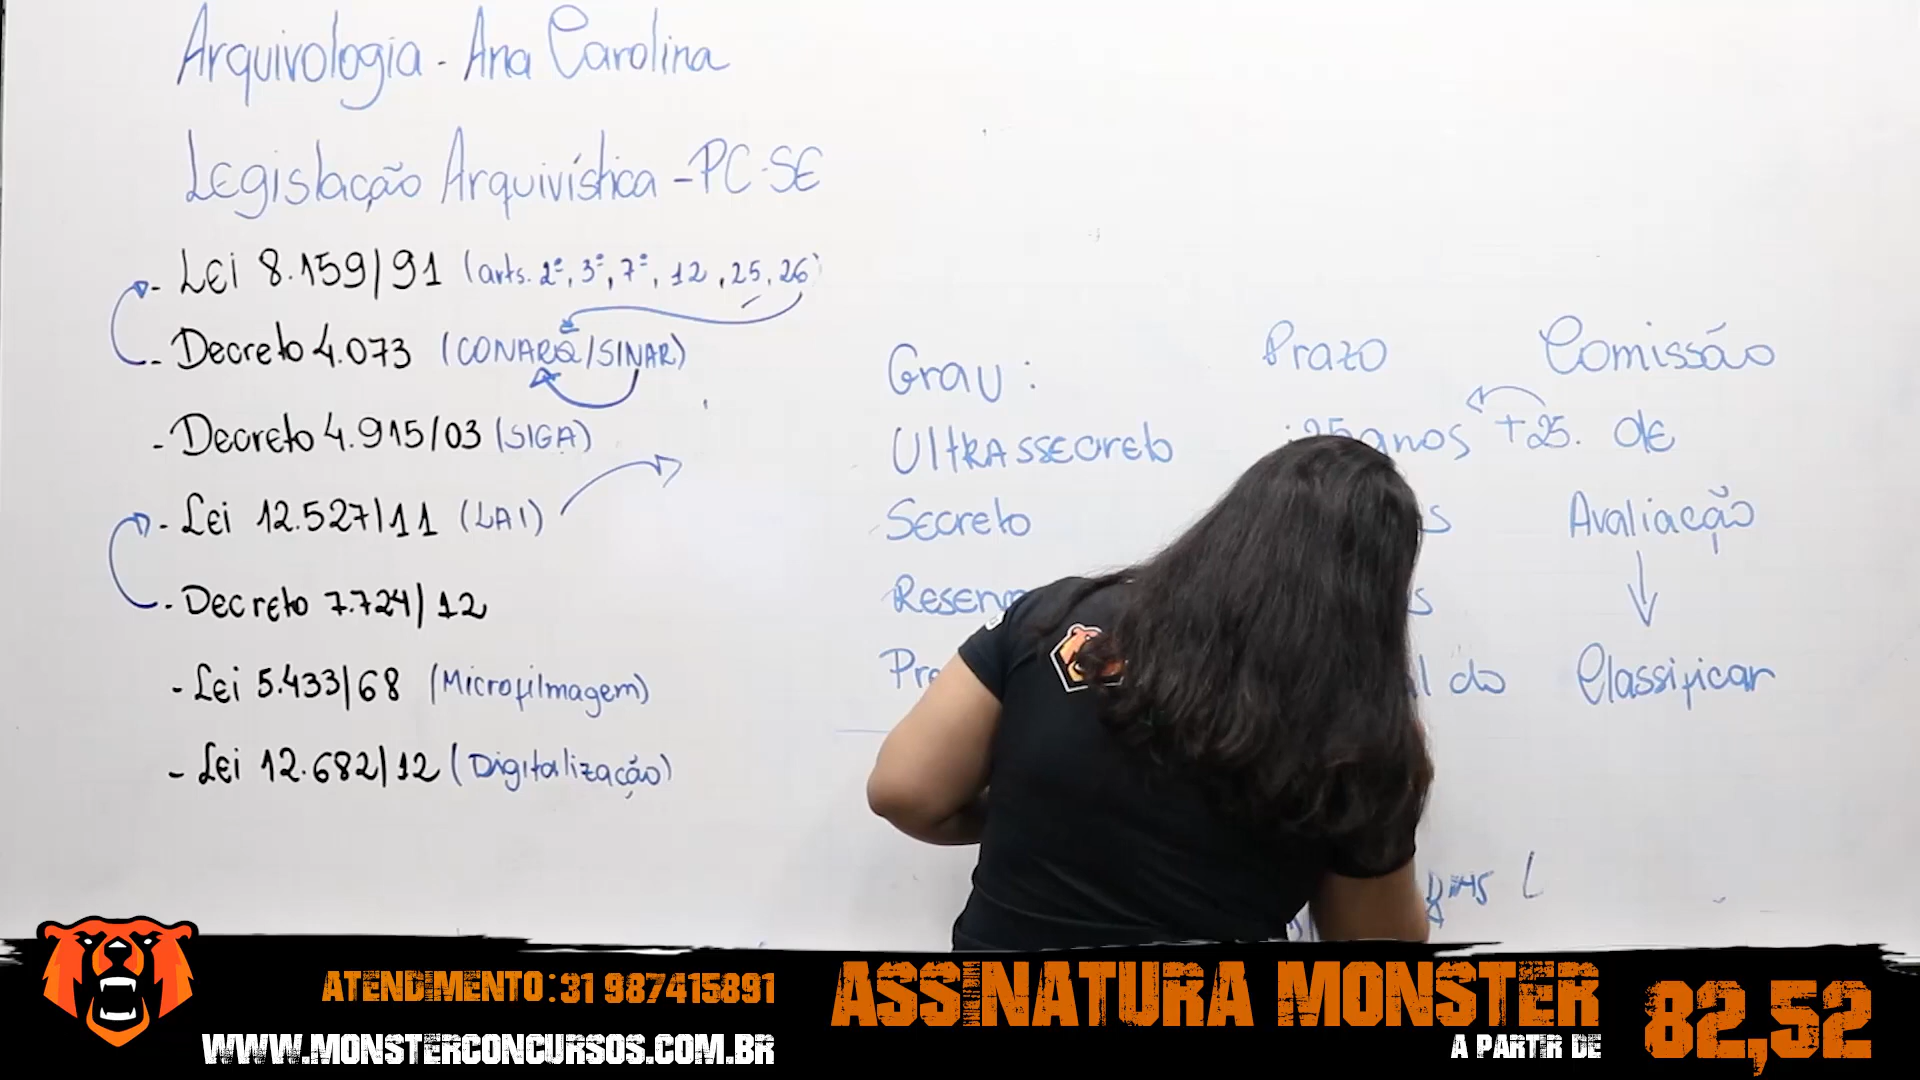 Arquivologia - Ana Carolina
Legislação Arquivística - PC-SE
- Lei 8.159/91 (arts. 2º, 3º, 7º, 12, 25, 26)
- Decreto 4.073 (CONARQ/SINAR)
- Decreto 4.915/03 (SIGA)
- Lei 12.527/11 (LAI)
- Decreto 7.724/12
- Lei 5.433/68 (Microfilmagem)
- Lei 12.682/12 (Digitalização)
Grau: Prazo Comissão
Ultrassecreto 25 anos +25. de
Secreto Avaliação
do Classificar
ATENDIMENTO: 31 987415891
WWW.MONSTERCONCURSOS.COM.BR
ASSINATURA MONSTER
A PARTIR DE
82,52